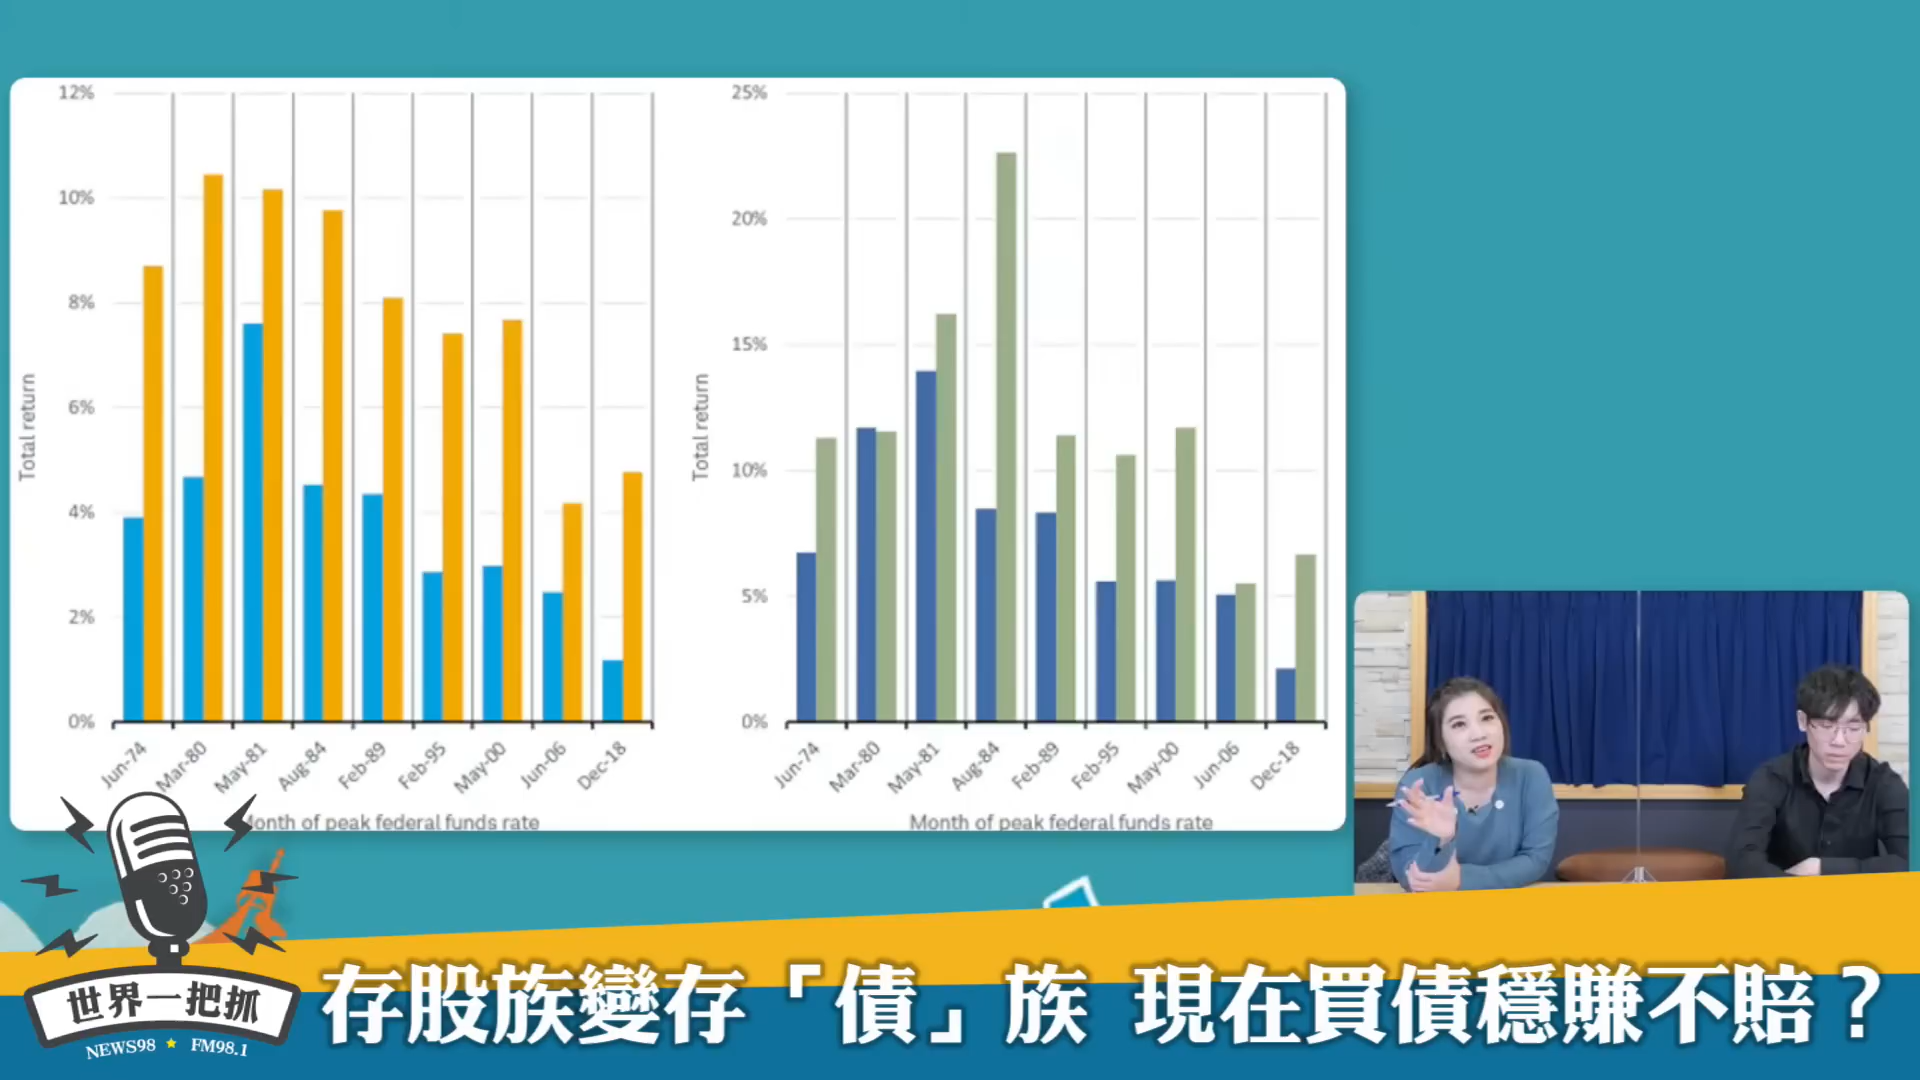 12%
10%
8%
6%
4%
2%
0%
Total return
Jun-74
Mar-80
May-81
Aug-84
Feb-89
Feb-95
May-00
Jun-06
Dec-18
Month of peak federal funds rate
25%
20%
15%
10%
5%
0%
Total return
Jun-74
Mar-80
May-81
Aug-84
Feb-89
Feb-95
May-00
Jun-06
Dec-18
Month of peak federal funds rate
世界一把抓
NEWS98 ★ FM98.1
存股族變存「債」族 現在買債穩賺不賠？